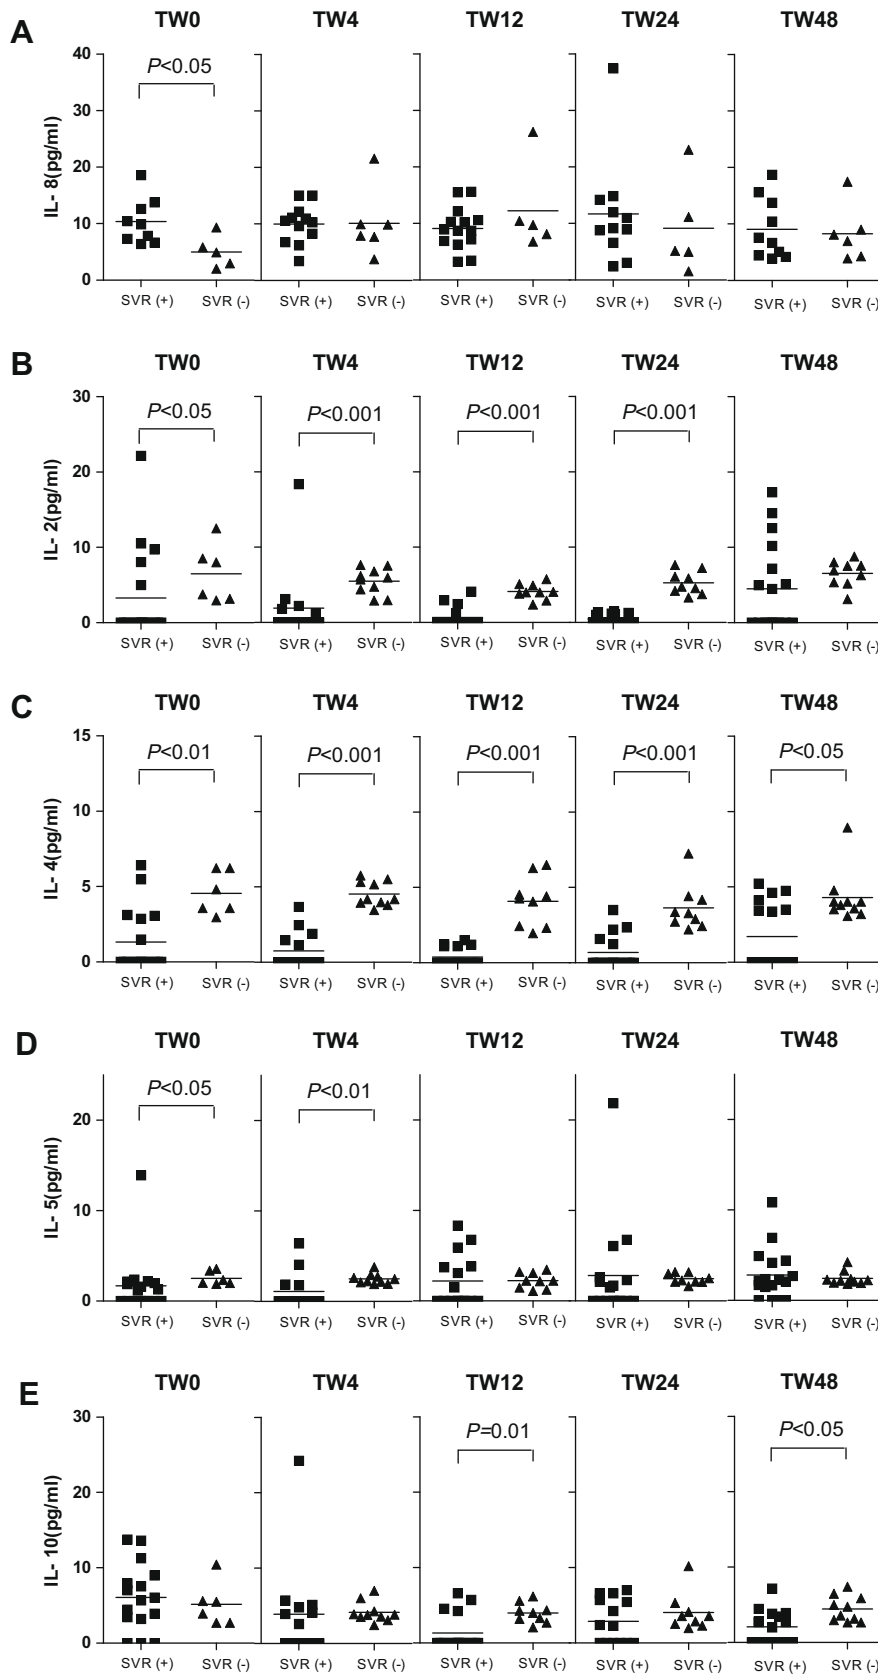 A TW0 TW4 TW12 TW24 TW48
IL- 8(pg/ml)
40
30
20
10
0
P<0.05
SVR (+) SVR (-) SVR (+) SVR (-) SVR (+) SVR (-) SVR (+) SVR (-) SVR (+) SVR (-)
B TW0 TW4 TW12 TW24 TW48
IL- 2(pg/ml)
30
20
10
0
P<0.05 P<0.001 P<0.001 P<0.001
SVR (+) SVR (-) SVR (+) SVR (-) SVR (+) SVR (-) SVR (+) SVR (-) SVR (+) SVR (-)
C TW0 TW4 TW12 TW24 TW48
IL- 4(pg/ml)
15
10
5
0
P<0.01 P<0.001 P<0.001 P<0.001 P<0.05
SVR (+) SVR (-) SVR (+) SVR (-) SVR (+) SVR (-) SVR (+) SVR (-) SVR (+) SVR (-)
D TW0 TW4 TW12 TW24 TW48
IL- 5(pg/ml)
20
10
0
P<0.05 P<0.01
SVR (+) SVR (-) SVR (+) SVR (-) SVR (+) SVR (-) SVR (+) SVR (-) SVR (+) SVR (-)
E TW0 TW4 TW12 TW24 TW48
IL- 10(pg/ml)
30
20
10
0
P=0.01 P<0.05
SVR (+) SVR (-) SVR (+) SVR (-) SVR (+) SVR (-) SVR (+) SVR (-) SVR (+) SVR (-)